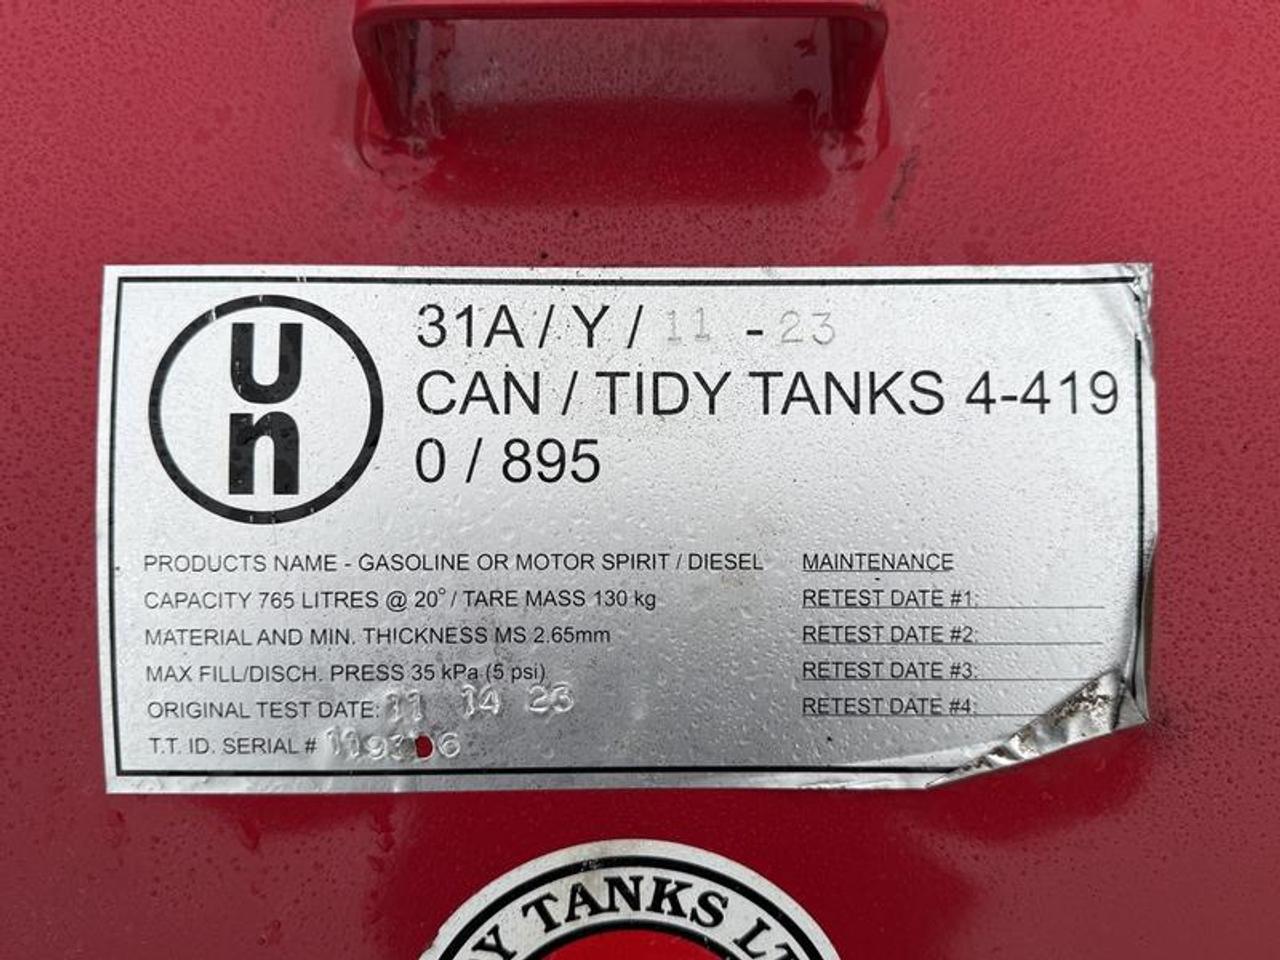 un
31A / Y / 11 - 23
CAN / TIDY TANKS 4-419
0 / 895
PRODUCTS NAME - GASOLINE OR MOTOR SPIRIT / DIESEL
CAPACITY 765 LITRES @ 20° / TARE MASS 130 kg
MATERIAL AND MIN. THICKNESS MS 2.65mm
MAX FILL/DISCH. PRESS 35 kPa (5 psi)
ORIGINAL TEST DATE: 11 14 23
T.T. ID. SERIAL #
MAINTENANCE
RETEST DATE #1:
RETEST DATE #2:
RETEST DATE #3:
RETEST DATE #4:
TANKS